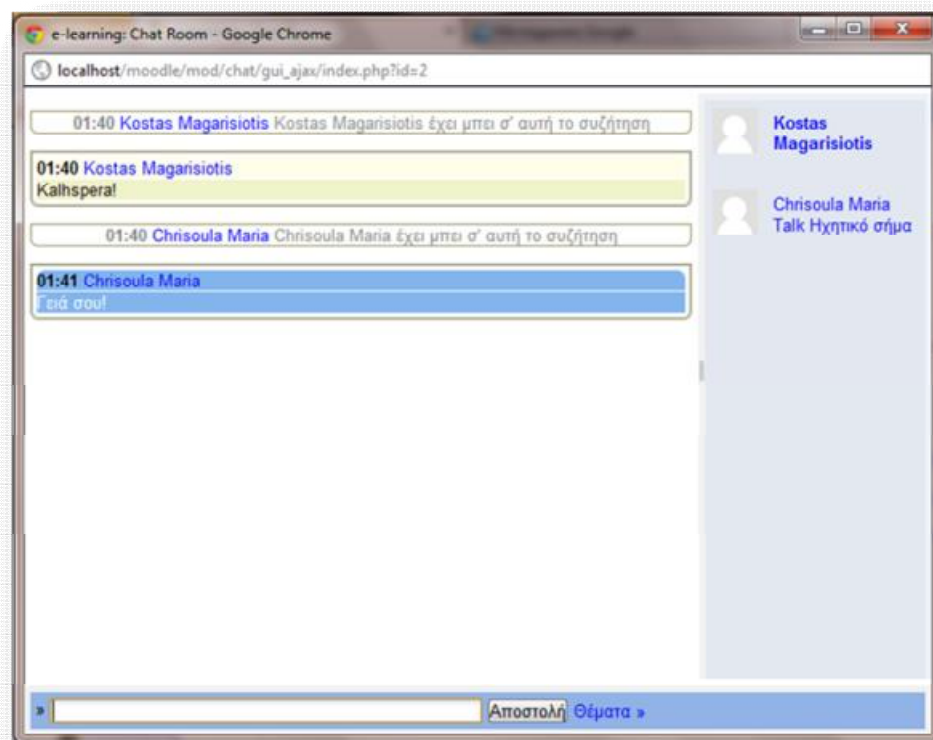 e-learning: Chat Room - Google Chrome
localhost/moodle/mod/chat/gui_ajax/index.php?id=2
01:40 Kostas Magarisiotis Kostas Magarisiotis έχει μπει σ' αυτή το συζήτηση
01:40 Kostas Magarisiotis
Kalhspera!
01:40 Chrisoula Maria Chrisoula Maria έχει μπει σ' αυτή το συζήτηση
01:41 Chrisoula Maria
Γειά σου!
Kostas
Magarisiotis
Chrisoula Maria
Talk Ηχητικό σήμα
» Αποστολή Θέματα »